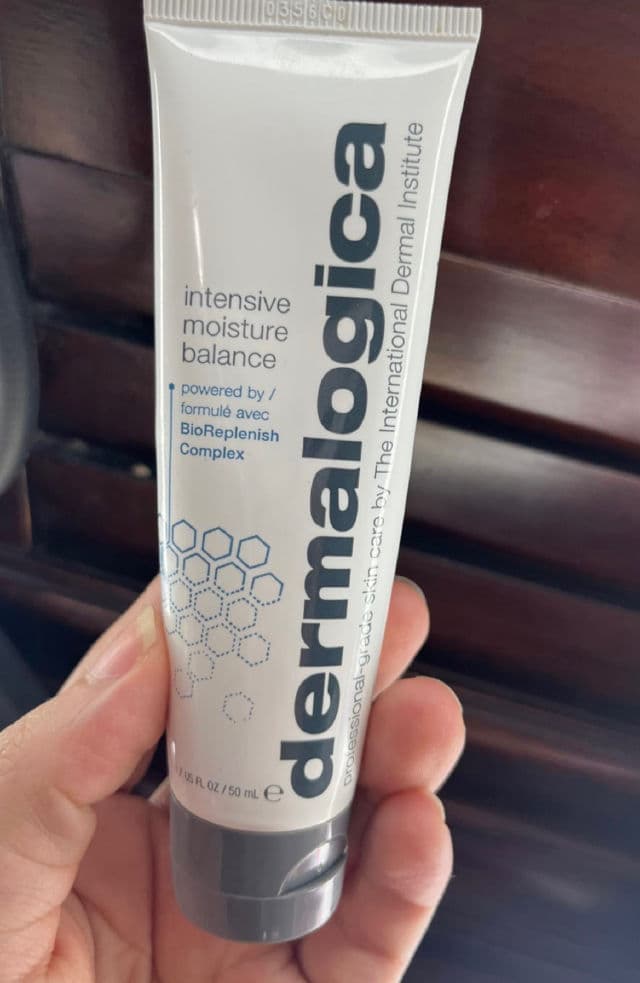 intensive
moisture
balance
powered by /
formulé avec
BioReplenish
Complex
dermalogica
professional-grade skin care by The International Dermal Institute
US FL OZ / 50 mL ℮